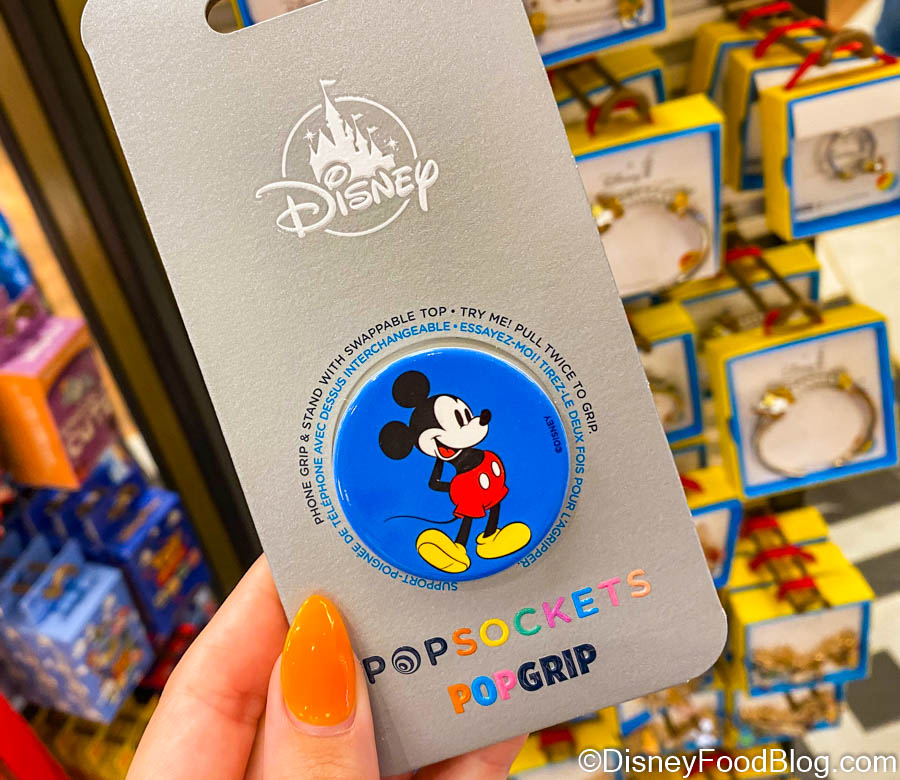 DISNEY
PHONE GRIP & STAND WITH SWAPPABLE TOP • TRY ME! PULL TWICE TO GRIP.
SUPPORT-POIGNÉE DE TÉLÉPHONE AVEC DESSUS INTERCHANGEABLE • ESSAYEZ-MOI! TIREZ-LE DEUX FOIS POUR L'AGRIPPER.
©DISNEY
POPSOCKETS
POPGRIP
©DisneyFoodBlog.com